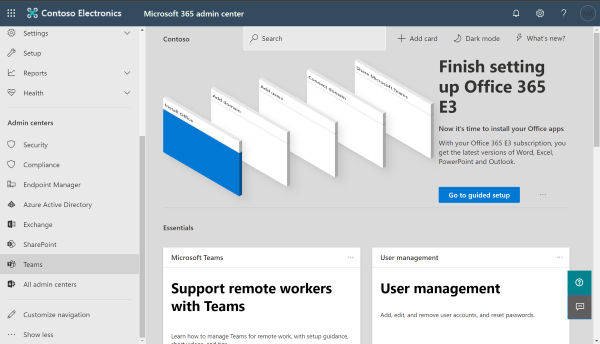 Contoso Electronics
Microsoft 365 admin center
Settings
Setup
Reports
Health
Admin centers
Security
Compliance
Endpoint Manager
Azure Active Directory
Exchange
SharePoint
Teams
All admin centers
Customize navigation
Show less
Contoso
Search
Add card
Dark mode
What's new?
Install Office
Add domain
Add users
Connect domain
Share Microsoft Teams
Finish setting
up Office 365
E3
Now it's time to install your Office apps
With your Office 365 E3 subscription, you
get the latest versions of Word, Excel,
PowerPoint and Outlook.
Go to guided setup
Essentials
Microsoft Teams
Support remote workers
with Teams
Learn how to manage Teams for remote work, with setup guidance,
short videos, and tips.
User management
User management
Add, edit, and remove user accounts, and reset passwords.